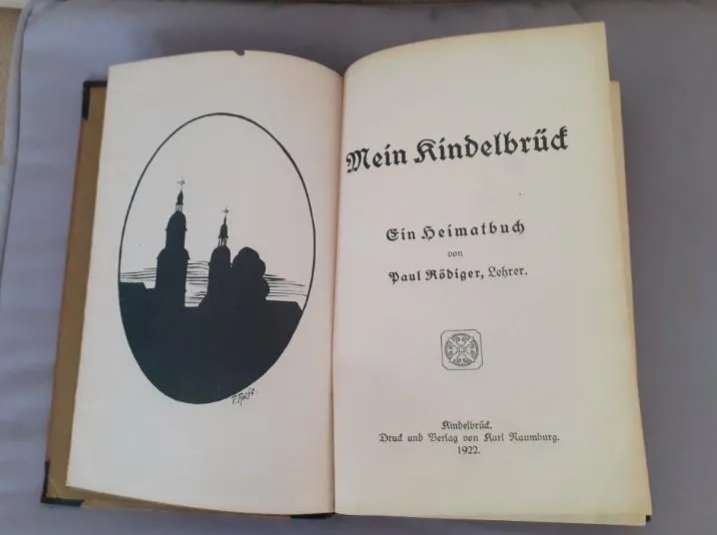 Mein Kindelbrück
Ein Heimatbuch
von
Paul Rödiger, Lehrer.
Kindelbrück.
Druck und Verlag von Karl Naumburg.
1922.